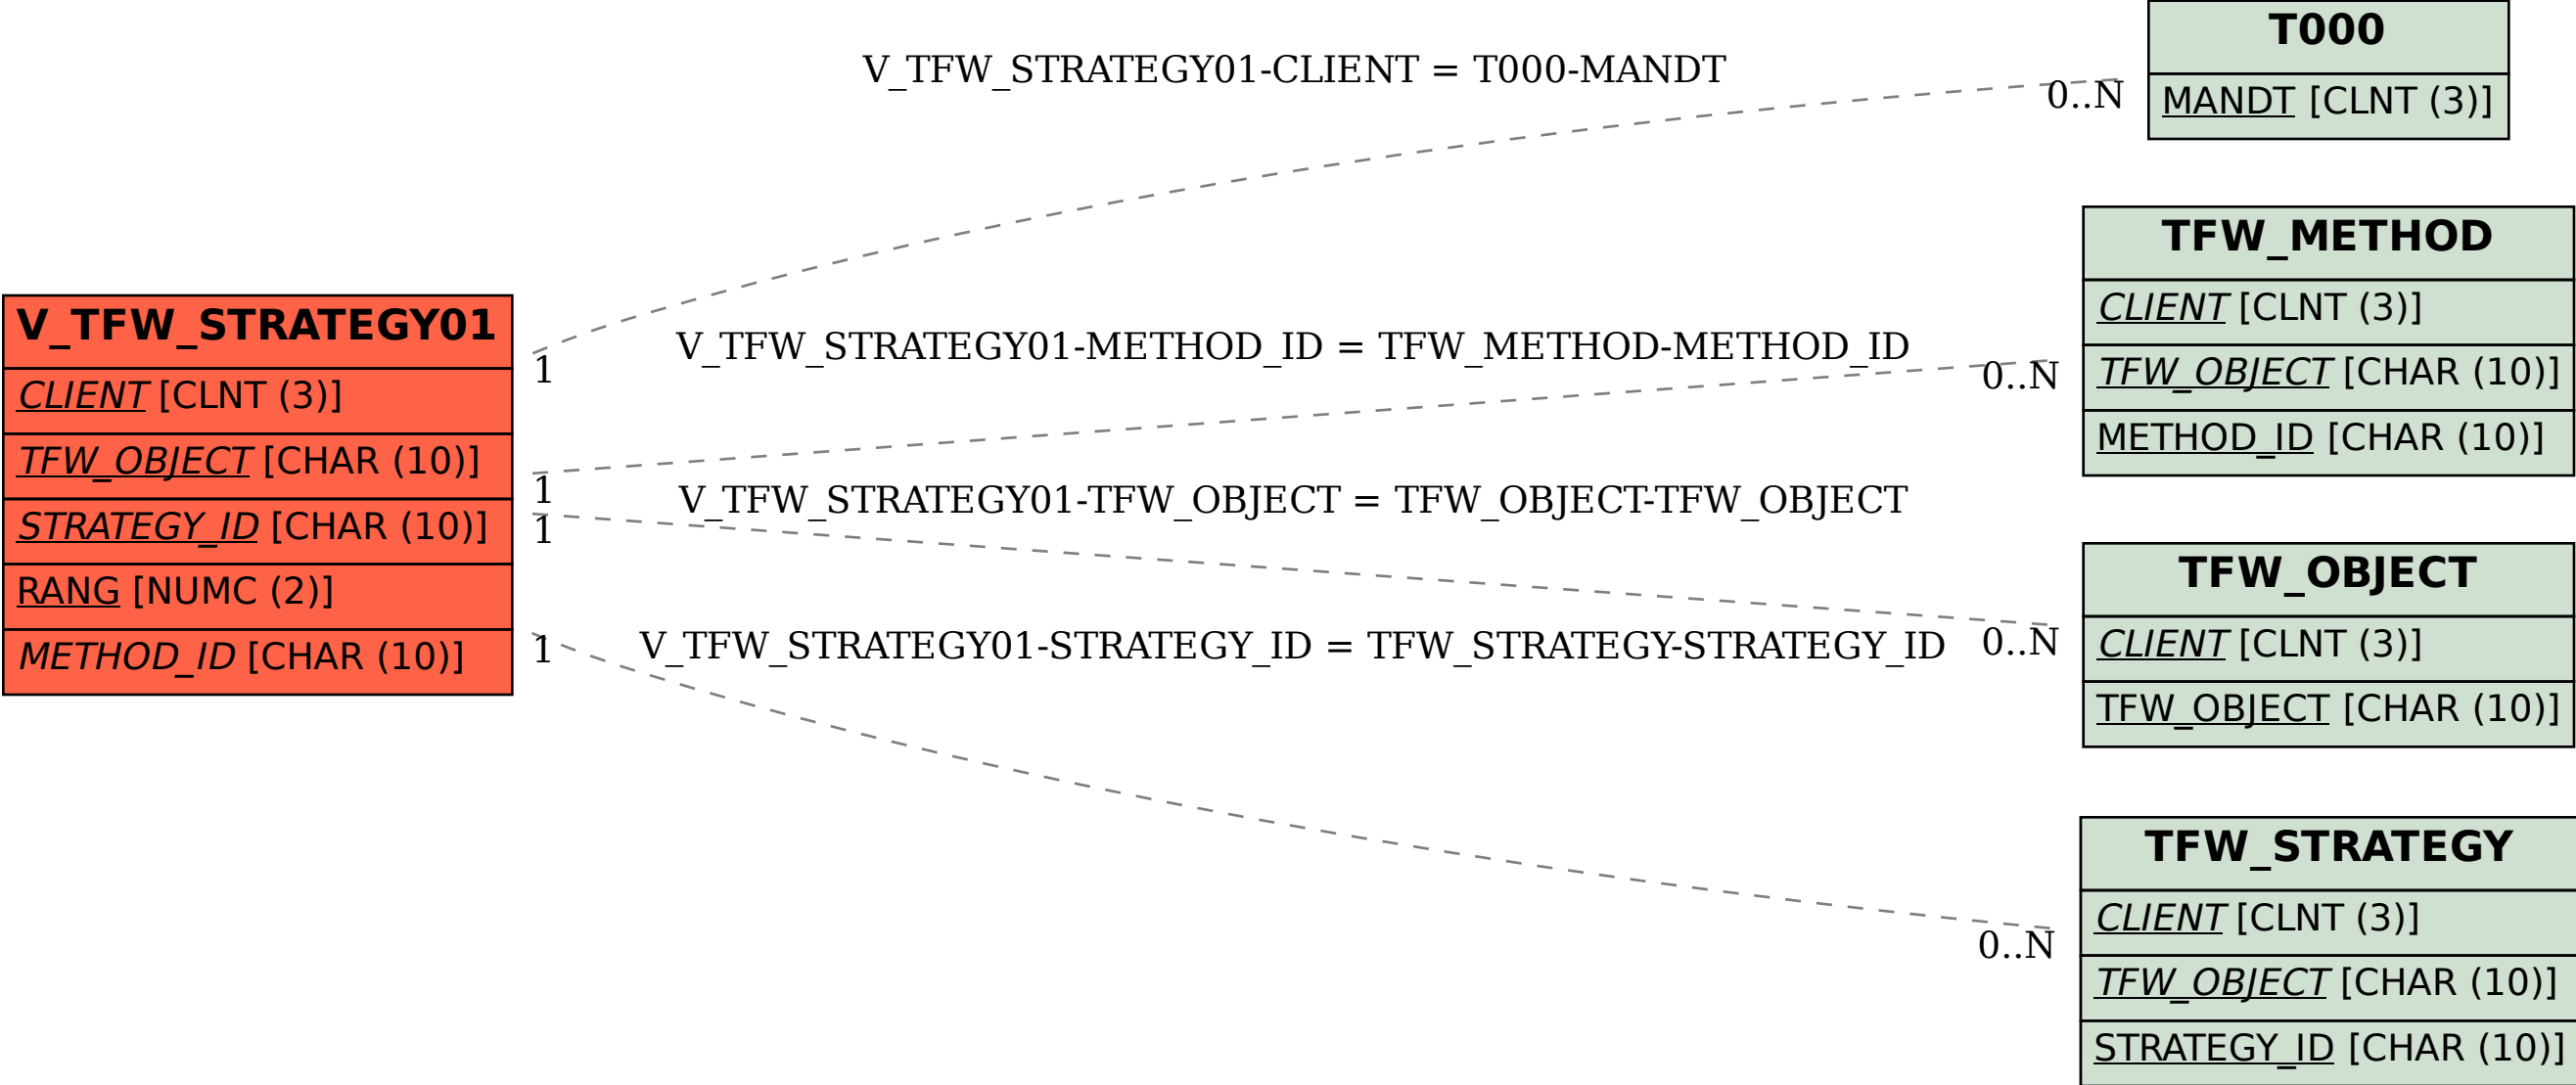 V_TFW_STRATEGY01
CLIENT [CLNT (3)]
TFW_OBJECT [CHAR (10)]
STRATEGY_ID [CHAR (10)]
RANG [NUMC (2)]
METHOD_ID [CHAR (10)]
V_TFW_STRATEGY01-CLIENT = T000-MANDT
1
0..N
V_TFW_STRATEGY01-METHOD_ID = TFW_METHOD-METHOD_ID
1
0..N
V_TFW_STRATEGY01-TFW_OBJECT = TFW_OBJECT-TFW_OBJECT
1
0..N
V_TFW_STRATEGY01-STRATEGY_ID = TFW_STRATEGY-STRATEGY_ID
1
0..N
T000
MANDT [CLNT (3)]
TFW_METHOD
CLIENT [CLNT (3)]
TFW_OBJECT [CHAR (10)]
METHOD_ID [CHAR (10)]
TFW_OBJECT
CLIENT [CLNT (3)]
TFW_OBJECT [CHAR (10)]
TFW_STRATEGY
CLIENT [CLNT (3)]
TFW_OBJECT [CHAR (10)]
STRATEGY_ID [CHAR (10)]